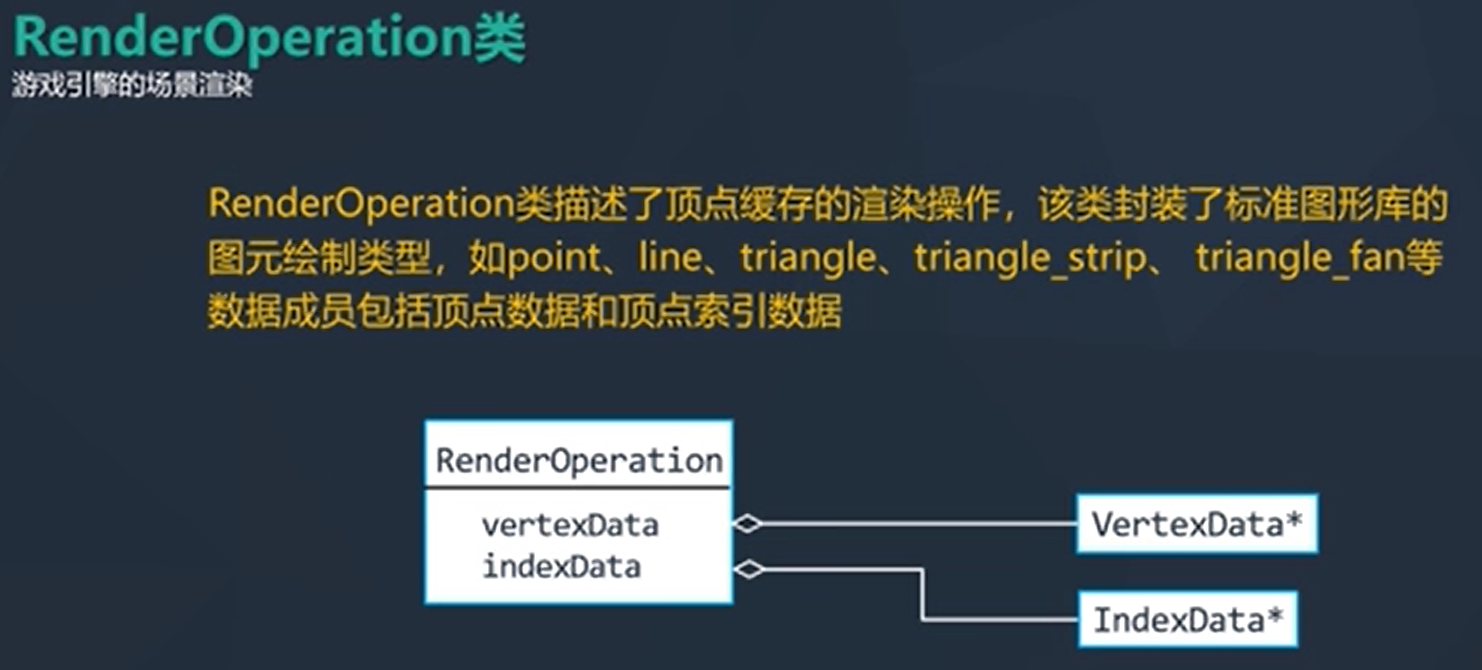 RenderOperation类
游戏引擎的场景渲染
RenderOperation类描述了顶点缓存的渲染操作，该类封装了标准图形库的
图元绘制类型，如point、line、triangle、triangle_strip、 triangle_fan等
数据成员包括顶点数据和顶点索引数据
RenderOperation
vertexData
indexData
VertexData*
IndexData*